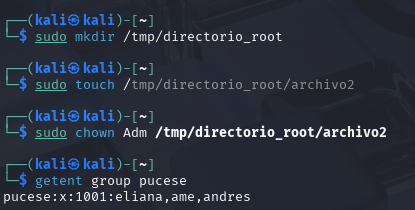 ┌──(kali㉿kali)-[~]
└─$ sudo mkdir /tmp/directorio_root
┌──(kali㉿kali)-[~]
└─$ sudo touch /tmp/directorio_root/archivo2
┌──(kali㉿kali)-[~]
└─$ sudo chown Adm /tmp/directorio_root/archivo2
┌──(kali㉿kali)-[~]
└─$ getent group pucese
pucese:x:1001:eliana,ame,andres